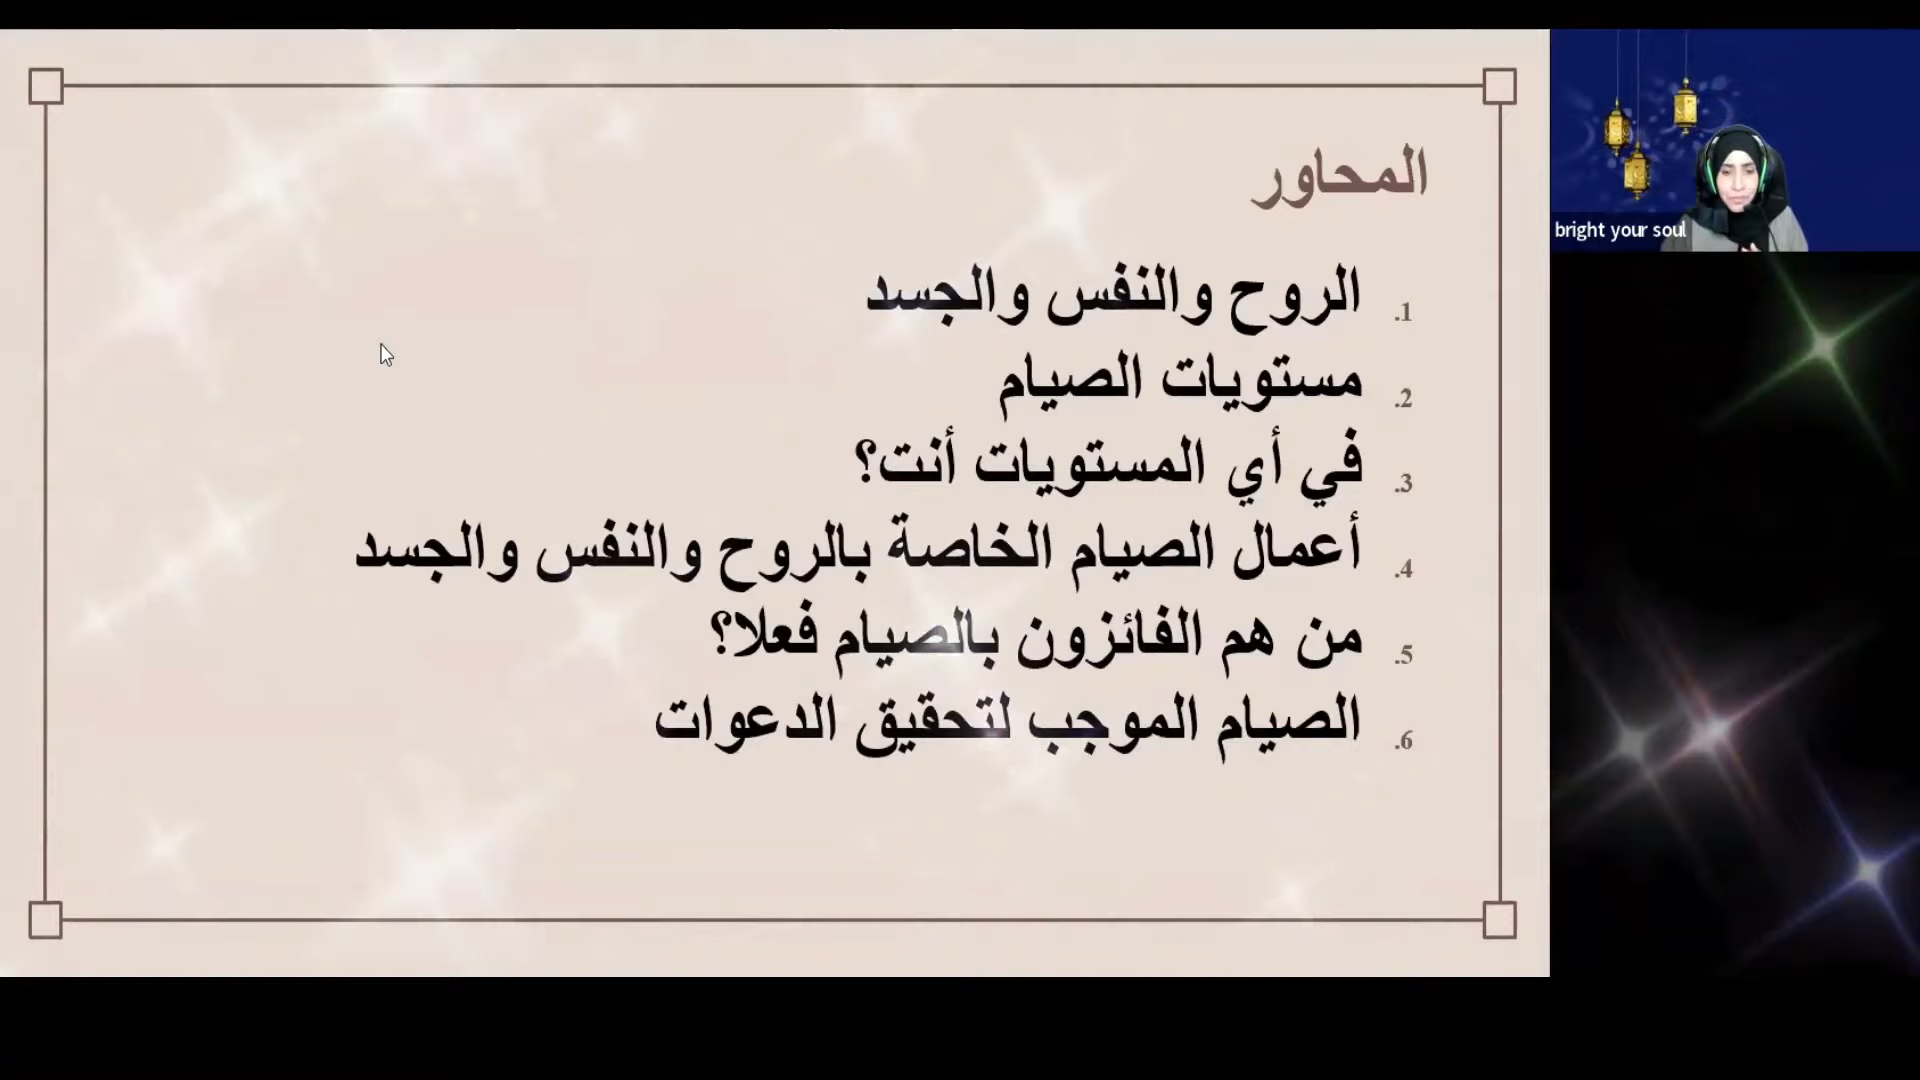 المحاور
1. الروح والنفس والجسد
2. مستويات الصيام
3. في أي المستويات أنت؟
4. أعمال الصيام الخاصة بالروح والنفس والجسد
5. من هم الفائزون بالصيام فعلا؟
6. الصيام الموجب لتحقيق الدعوات
bright your soul